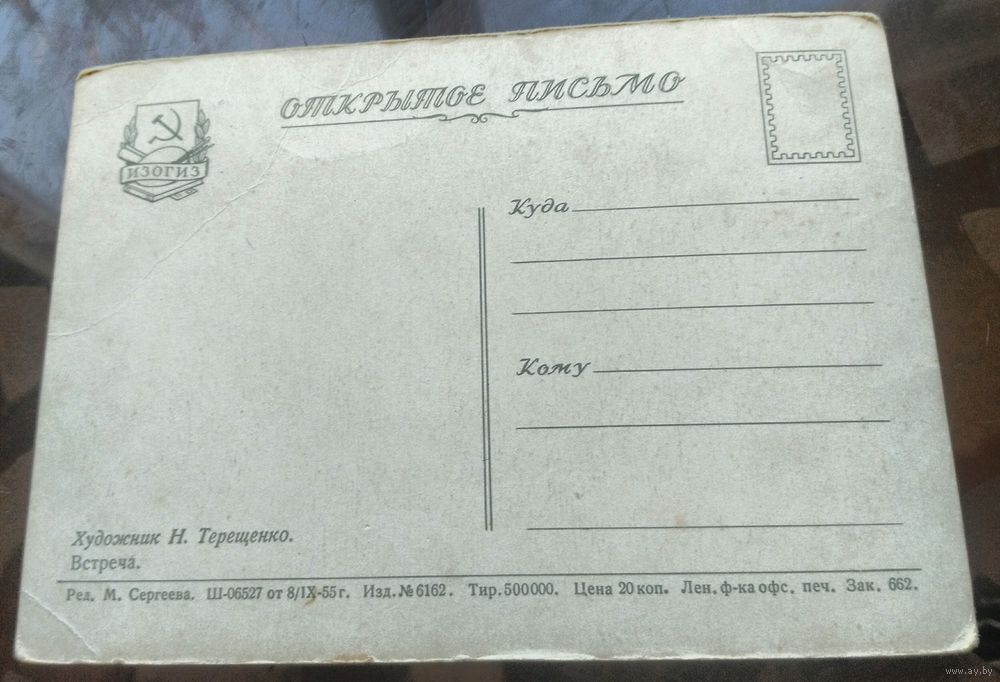 ОТКРЫТОЕ ПИСЬМО
ИЗОГИЗ
Куда
Кому
Художник Н. Терещенко.
Встреча.
Ред. М. Сергеева. Ш-06527 от 8/IX-55 г. Изд. № 6162. Тир. 500000. Цена 20 коп. Лен. ф-ка офс. печ. Зак. 662.
www.ay.by